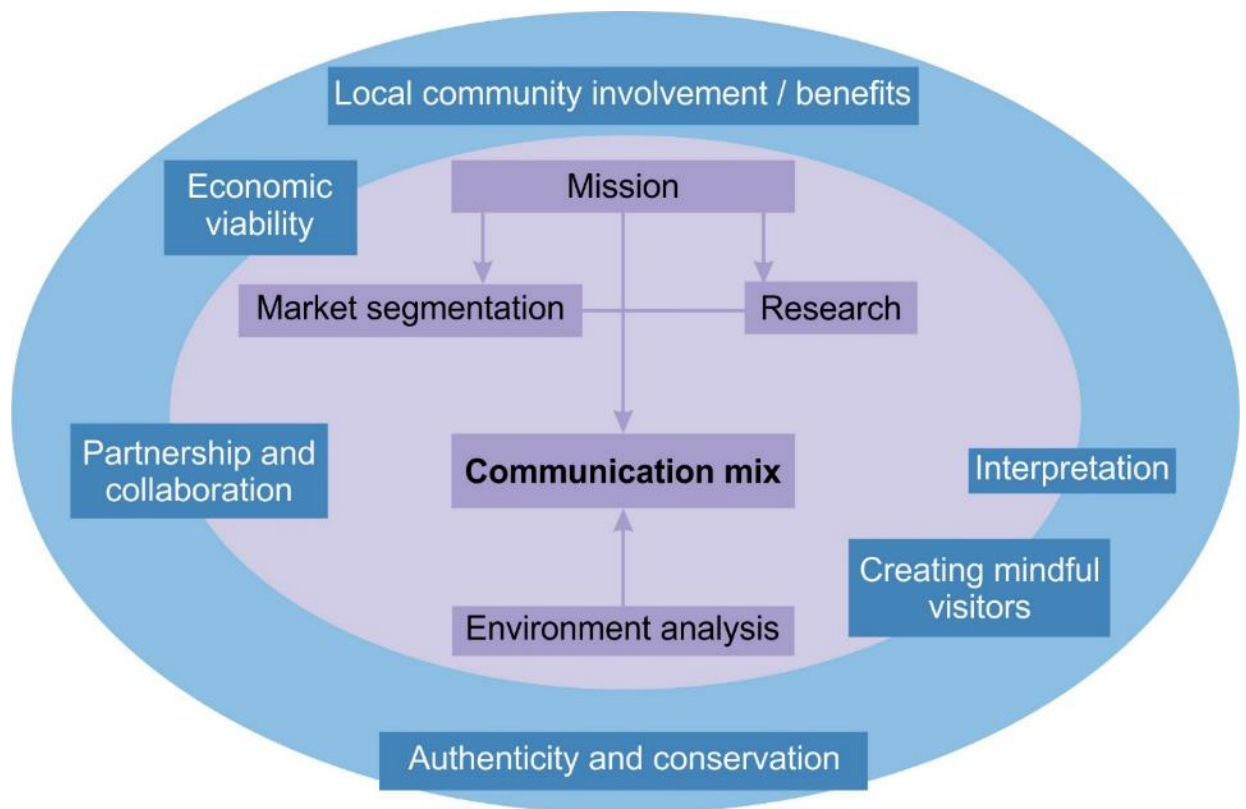 Local community involvement / benefits
Economic
viability
Mission
Market segmentation
Research
Partnership and
collaboration
Communication mix
Interpretation
Creating mindful
visitors
Environment analysis
Authenticity and conservation